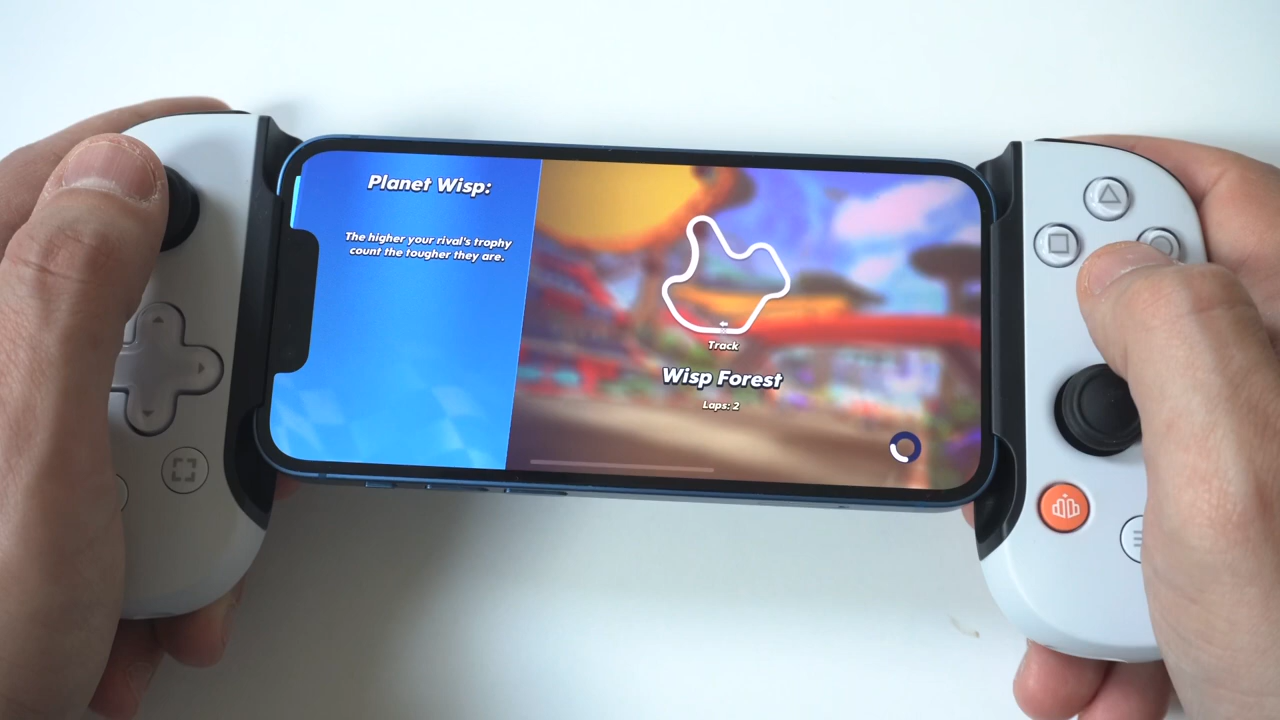 Planet Wisp:
The higher your rival's trophy
count the tougher they are.
Track
Wisp Forest
Laps: 2